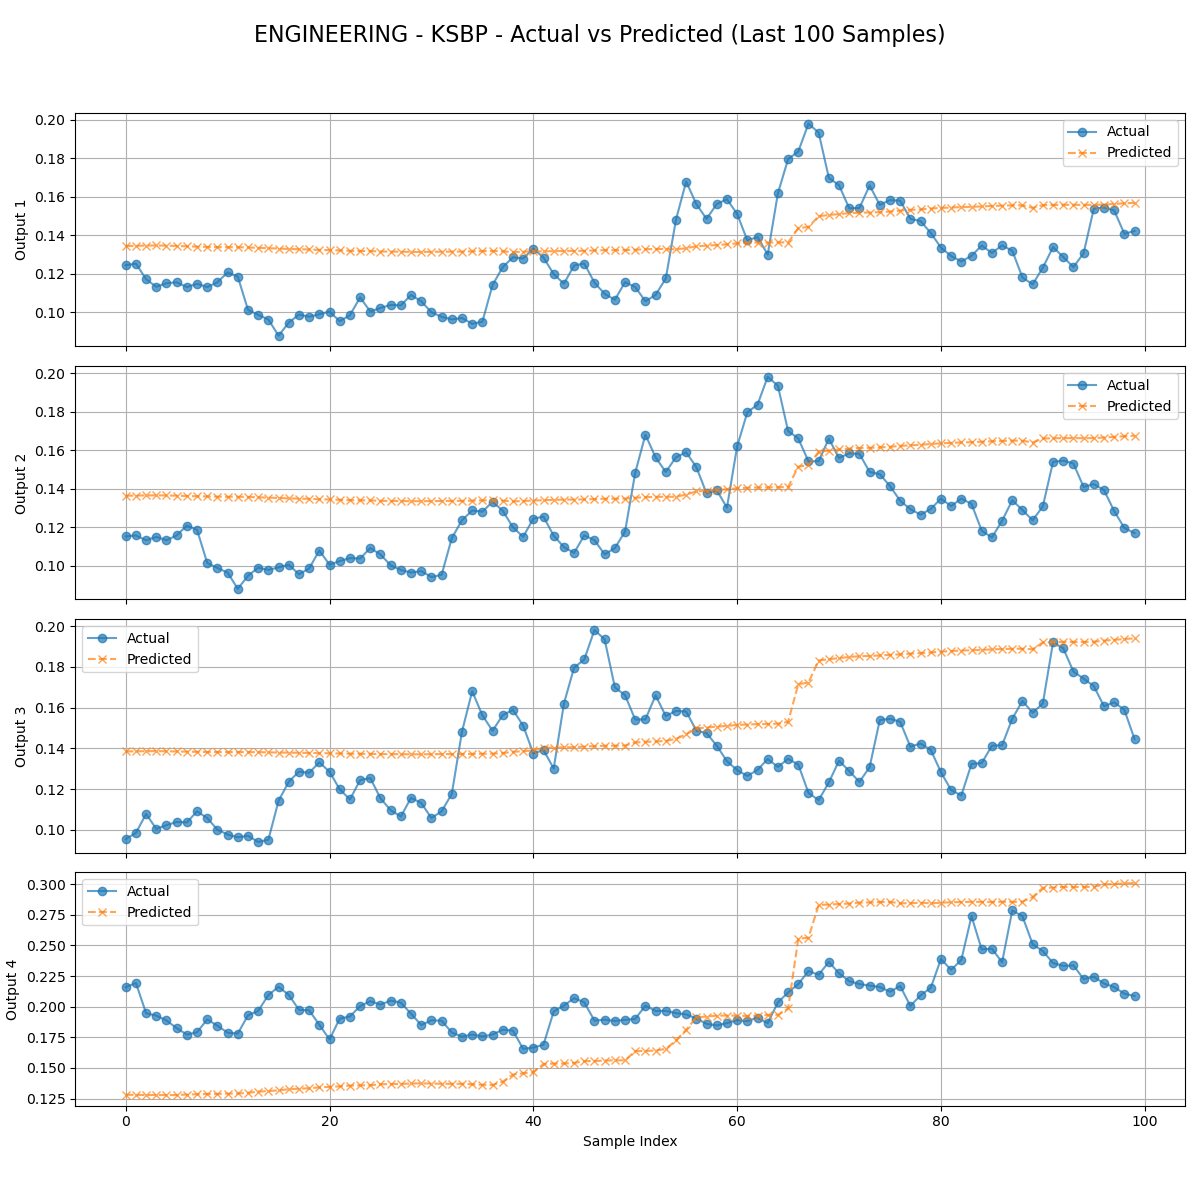 ENGINEERING - KSBP - Actual vs Predicted (Last 100 Samples)
0.20
0.18
0.16
0.14
0.12
0.10
Output 1
Actual
Predicted
0.20
0.18
0.16
0.14
0.12
0.10
Output 2
Actual
Predicted
0.20
0.18
0.16
0.14
0.12
0.10
Output 3
Actual
Predicted
0.300
0.275
0.250
0.225
0.200
0.175
0.150
0.125
Output 4
Actual
Predicted
0 20 40 60 80 100
Sample Index